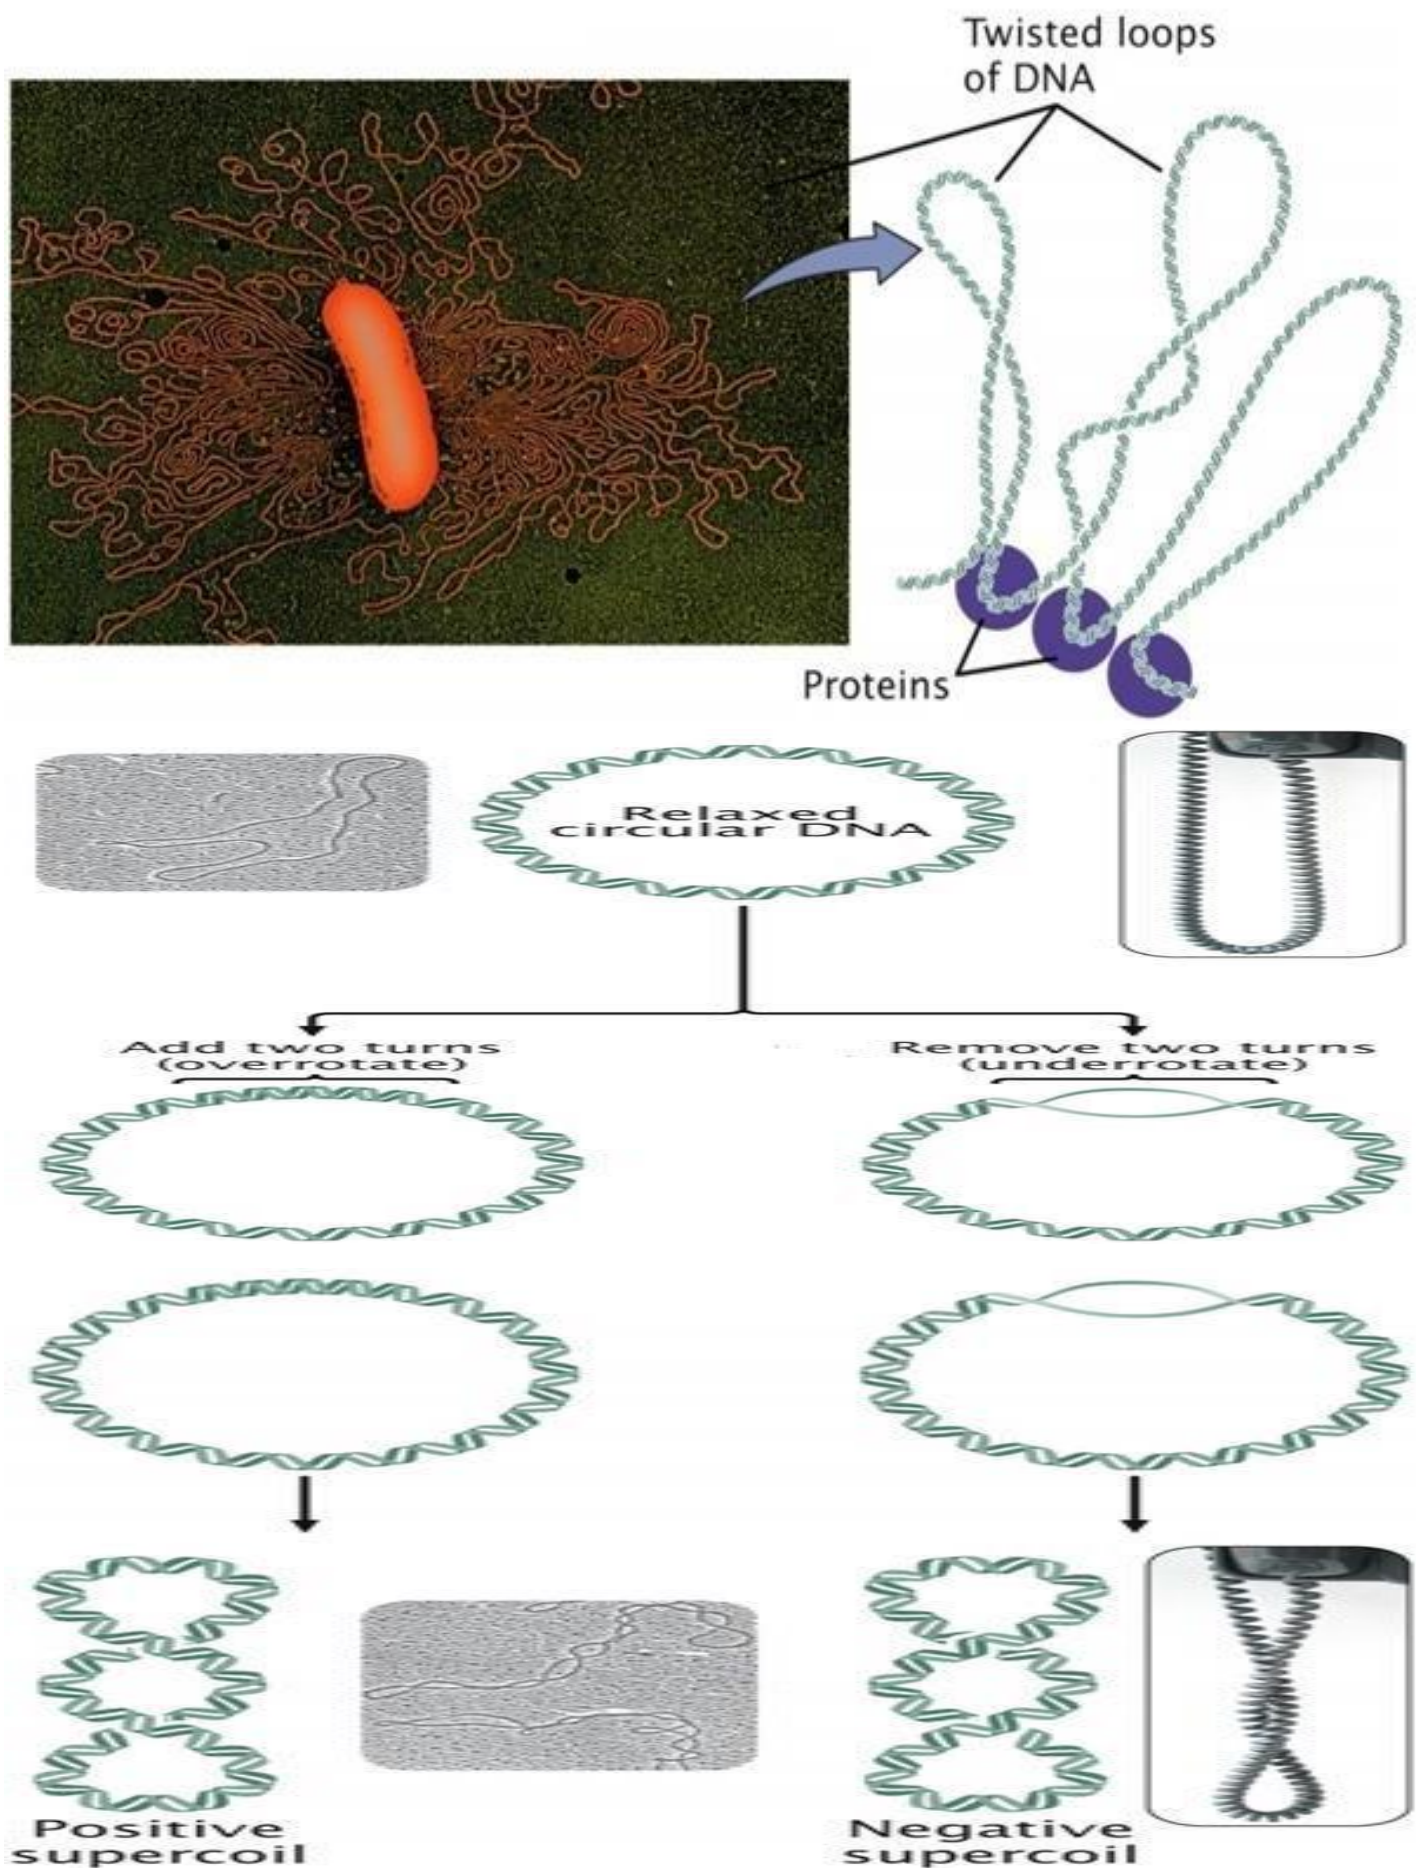 Twisted loops
of DNA
Proteins
Relaxed
circular DNA
Add two turns
(overrotate)
Remove two turns
(underrotate)
Positive
supercoil
Negative
supercoil